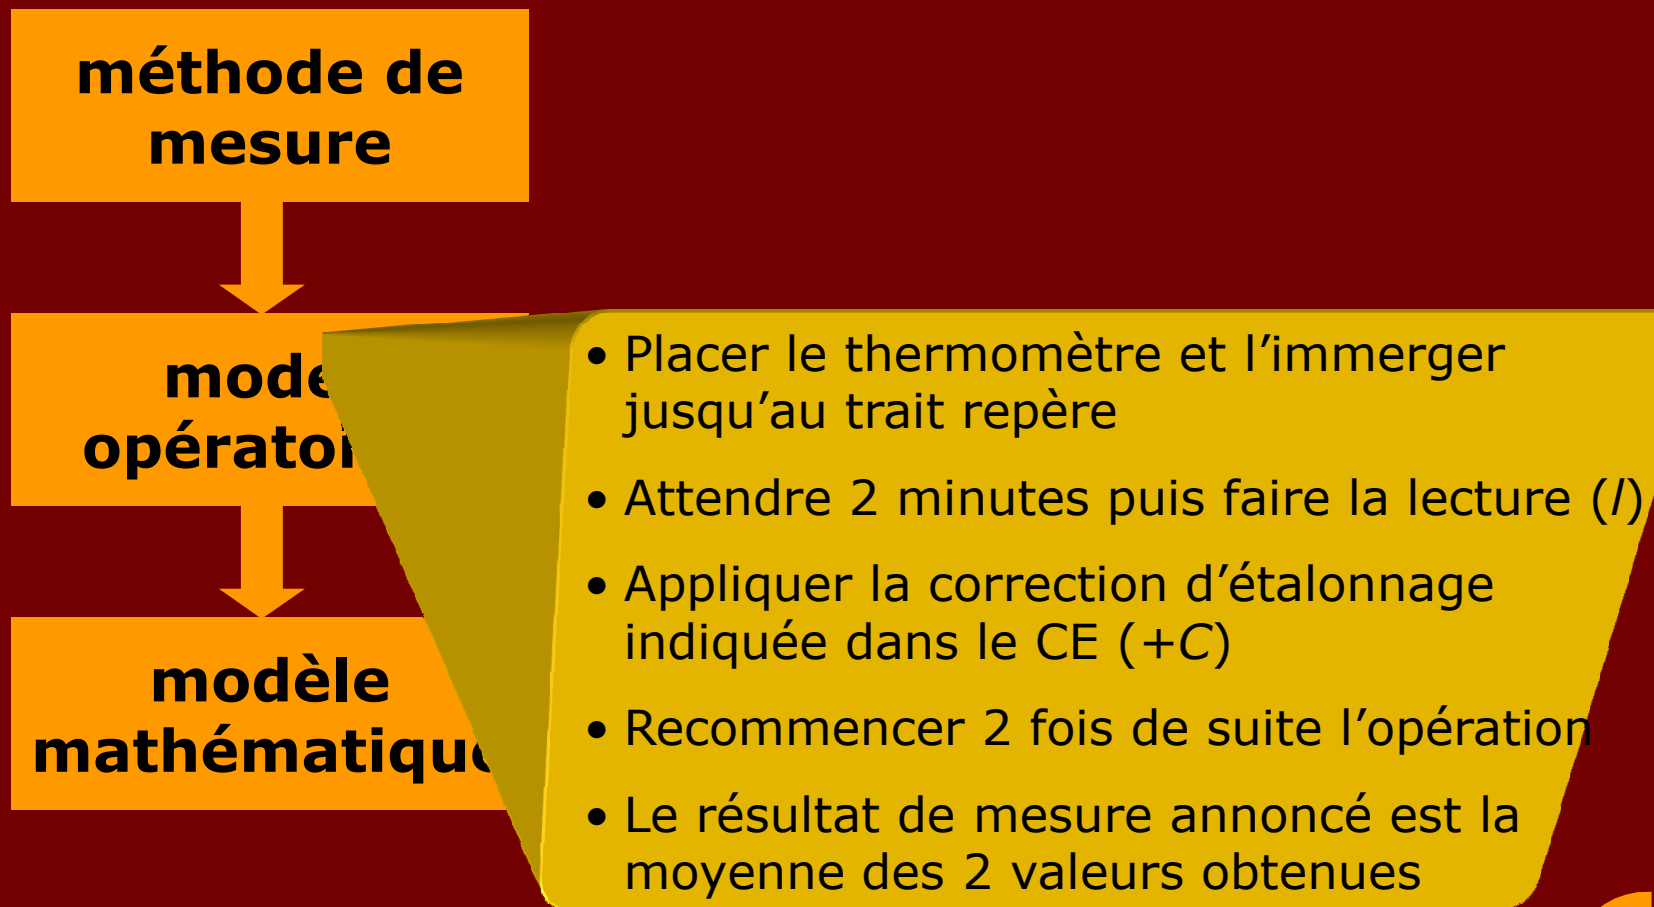 méthode de
mesure
mode
opératoi
modèle
mathématique
• Placer le thermomètre et l’immerger
jusqu’au trait repère
• Attendre 2 minutes puis faire la lecture (l)
• Appliquer la correction d’étalonnage
indiquée dans le CE (+C)
• Recommencer 2 fois de suite l’opération
• Le résultat de mesure annoncé est la
moyenne des 2 valeurs obtenues